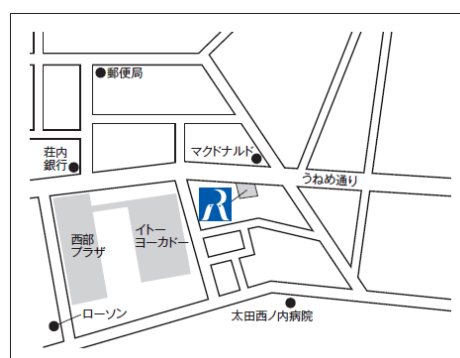 郵便局
マクドナルド
荘内
銀行
うねめ通り
R
西部
プラザ
イトー
ヨーカドー
ローソン
太田西ノ内病院